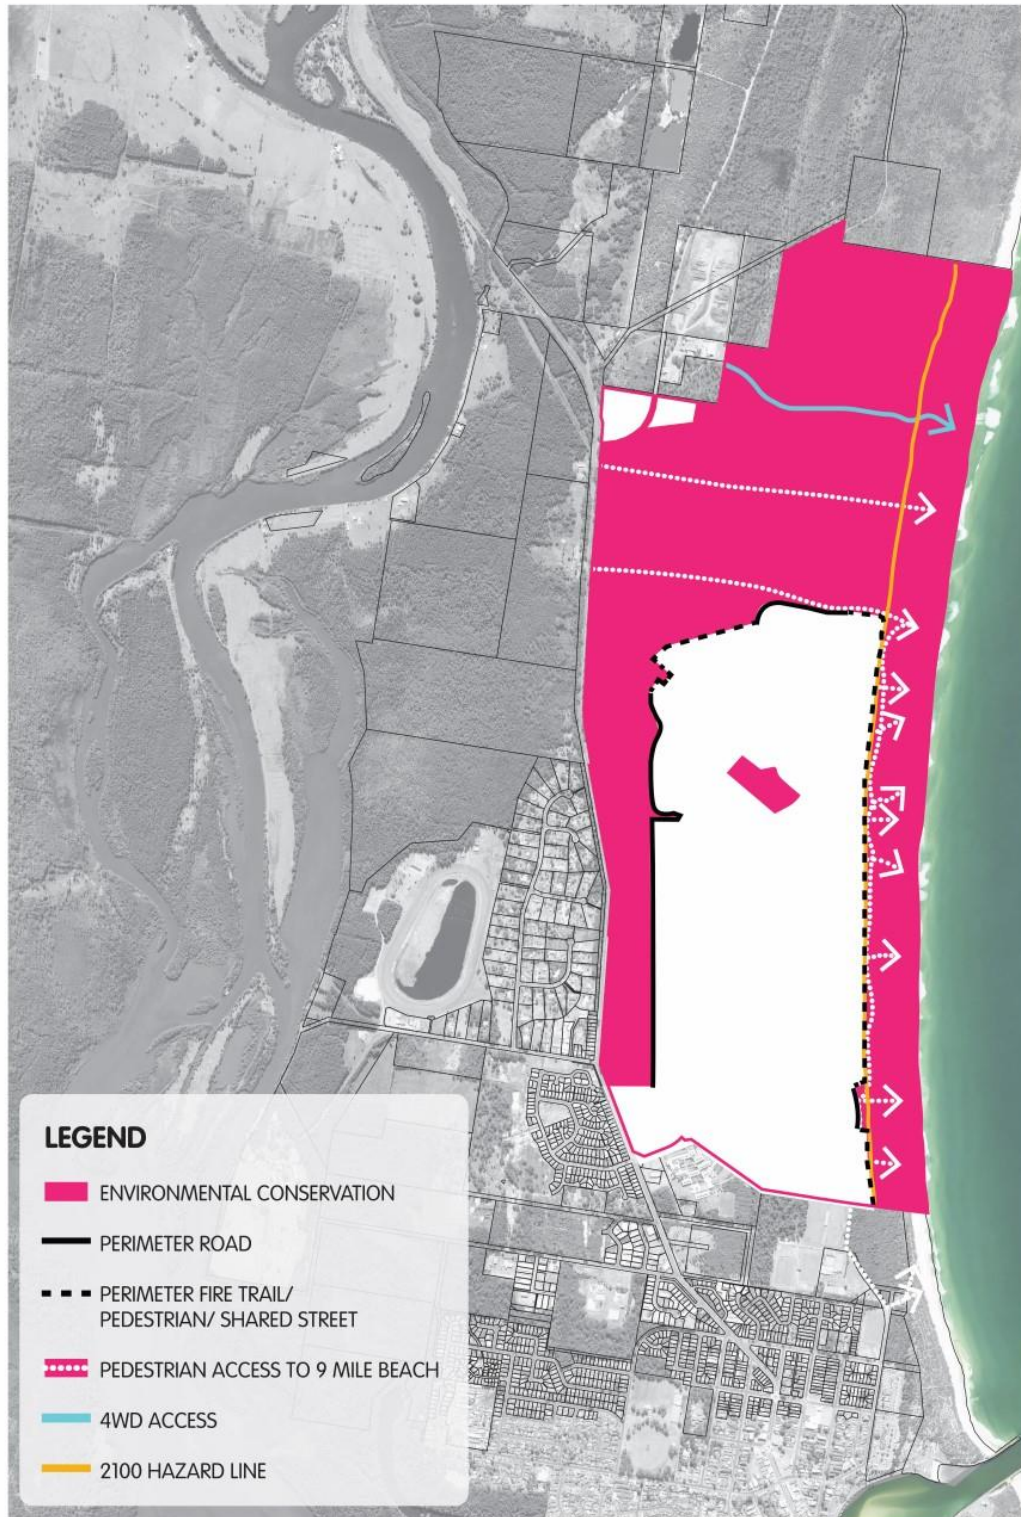 LEGEND
ENVIRONMENTAL CONSERVATION
PERIMETER ROAD
PERIMETER FIRE TRAIL/
PEDESTRIAN/ SHARED STREET
PEDESTRIAN ACCESS TO 9 MILE BEACH
4WD ACCESS
2100 HAZARD LINE